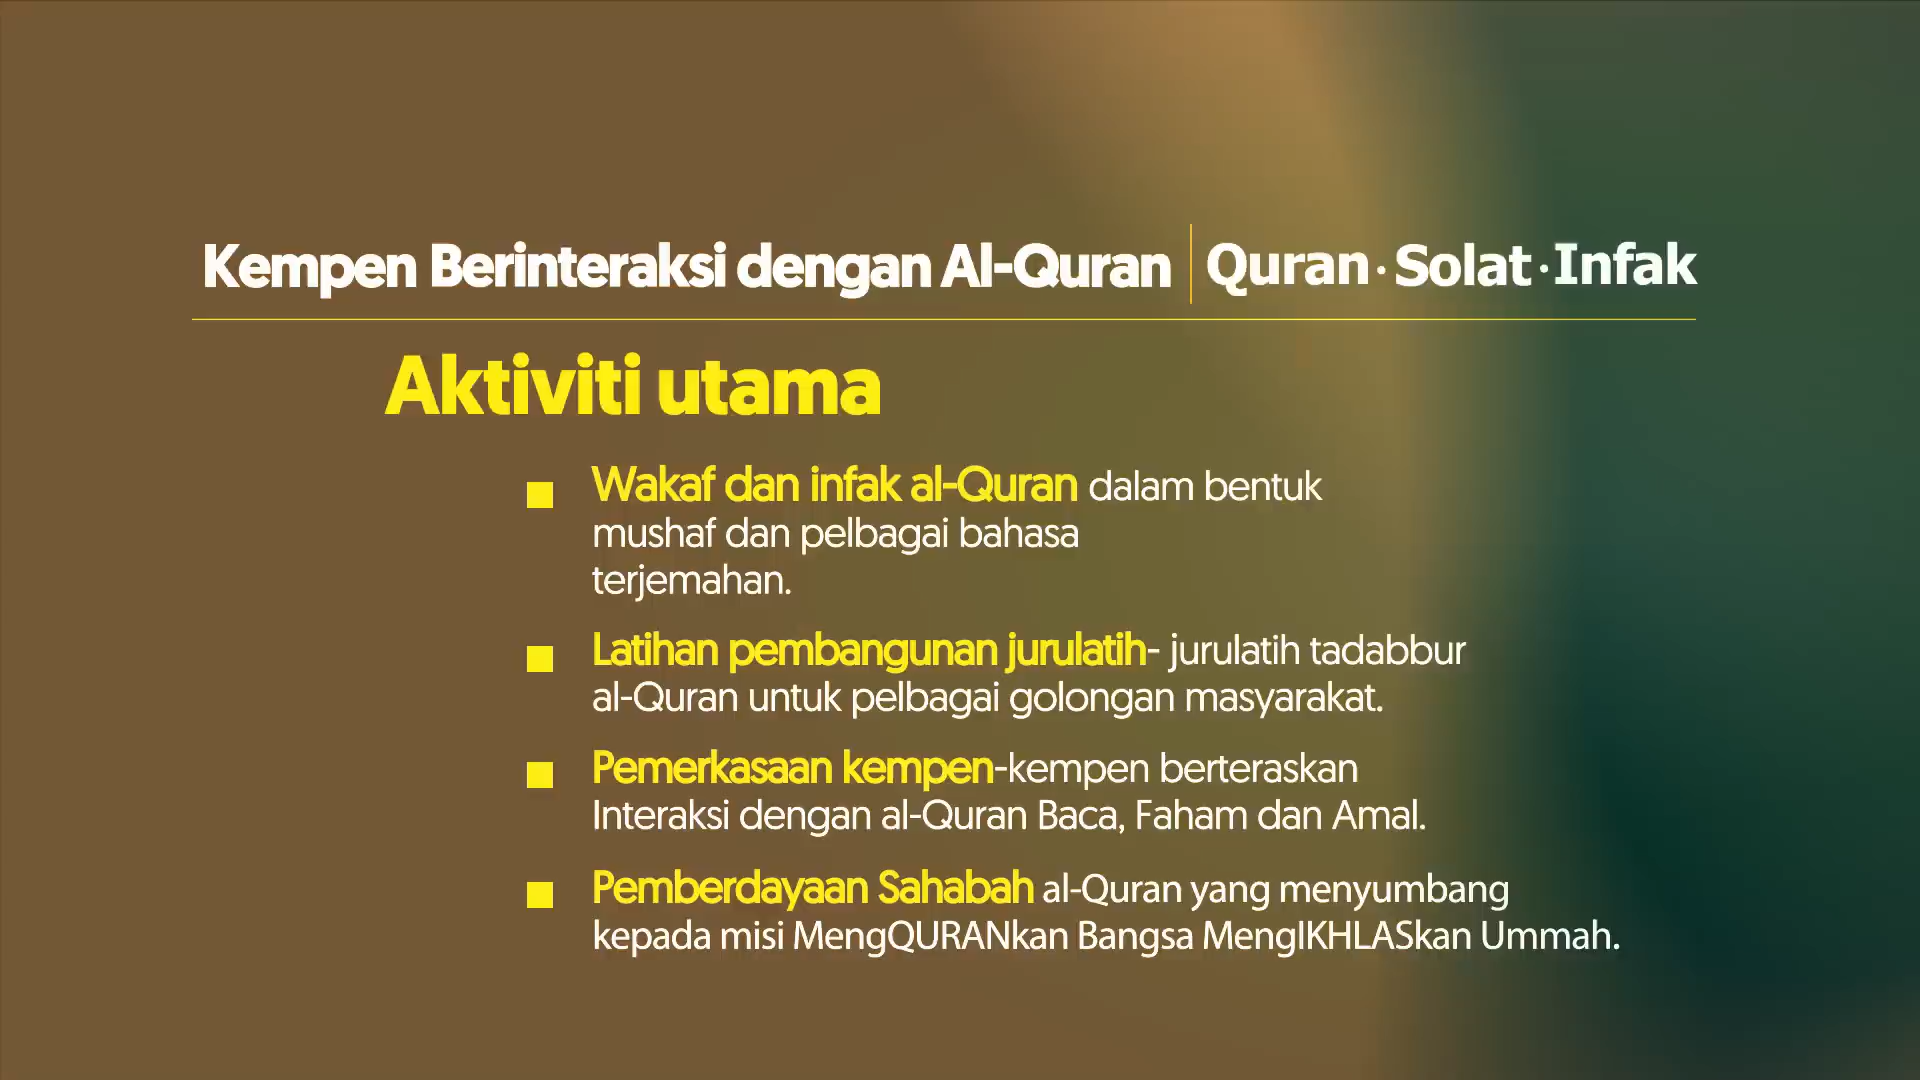 Kempen Berinteraksi dengan Al-Quran | Quran · Solat · Infak
Aktiviti utama
Wakaf dan infak al-Quran dalam bentuk
mushaf dan pelbagai bahasa
terjemahan.
Latihan pembangunan jurulatih- jurulatih tadabbur
al-Quran untuk pelbagai golongan masyarakat.
Pemerkasaan kempen-kempen berteraskan
Interaksi dengan al-Quran Baca, Faham dan Amal.
Pemberdayaan Sahabah al-Quran yang menyumbang
kepada misi MengQURANkan Bangsa MengIKHLASkan Ummah.